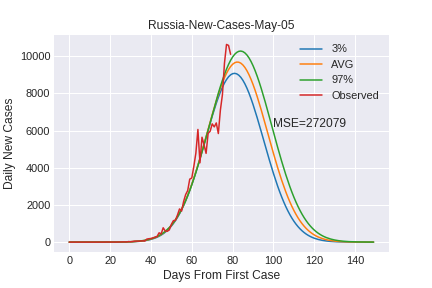 Russia-New-Cases-May-05
Daily New Cases
10000
8000
6000
4000
2000
0
3%
AVG
97%
Observed
MSE=272079
0 20 40 60 80 100 120 140
Days From First Case